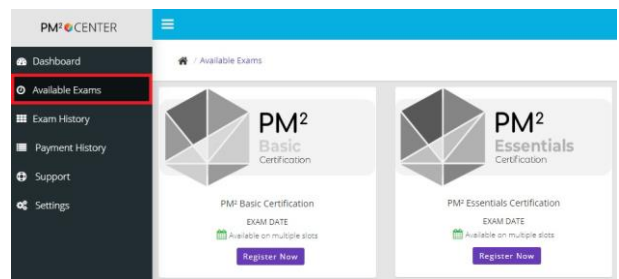 PM² CENTER
Dashboard
Available Exams
Exam History
Payment History
Support
Settings
/ Available Exams
PM²
Basic
Certification
PM² Basic Certification
EXAM DATE
Available on multiple slots
Register Now
PM²
Essentials
Certification
PM² Essentials Certification
EXAM DATE
Available on multiple slots
Register Now